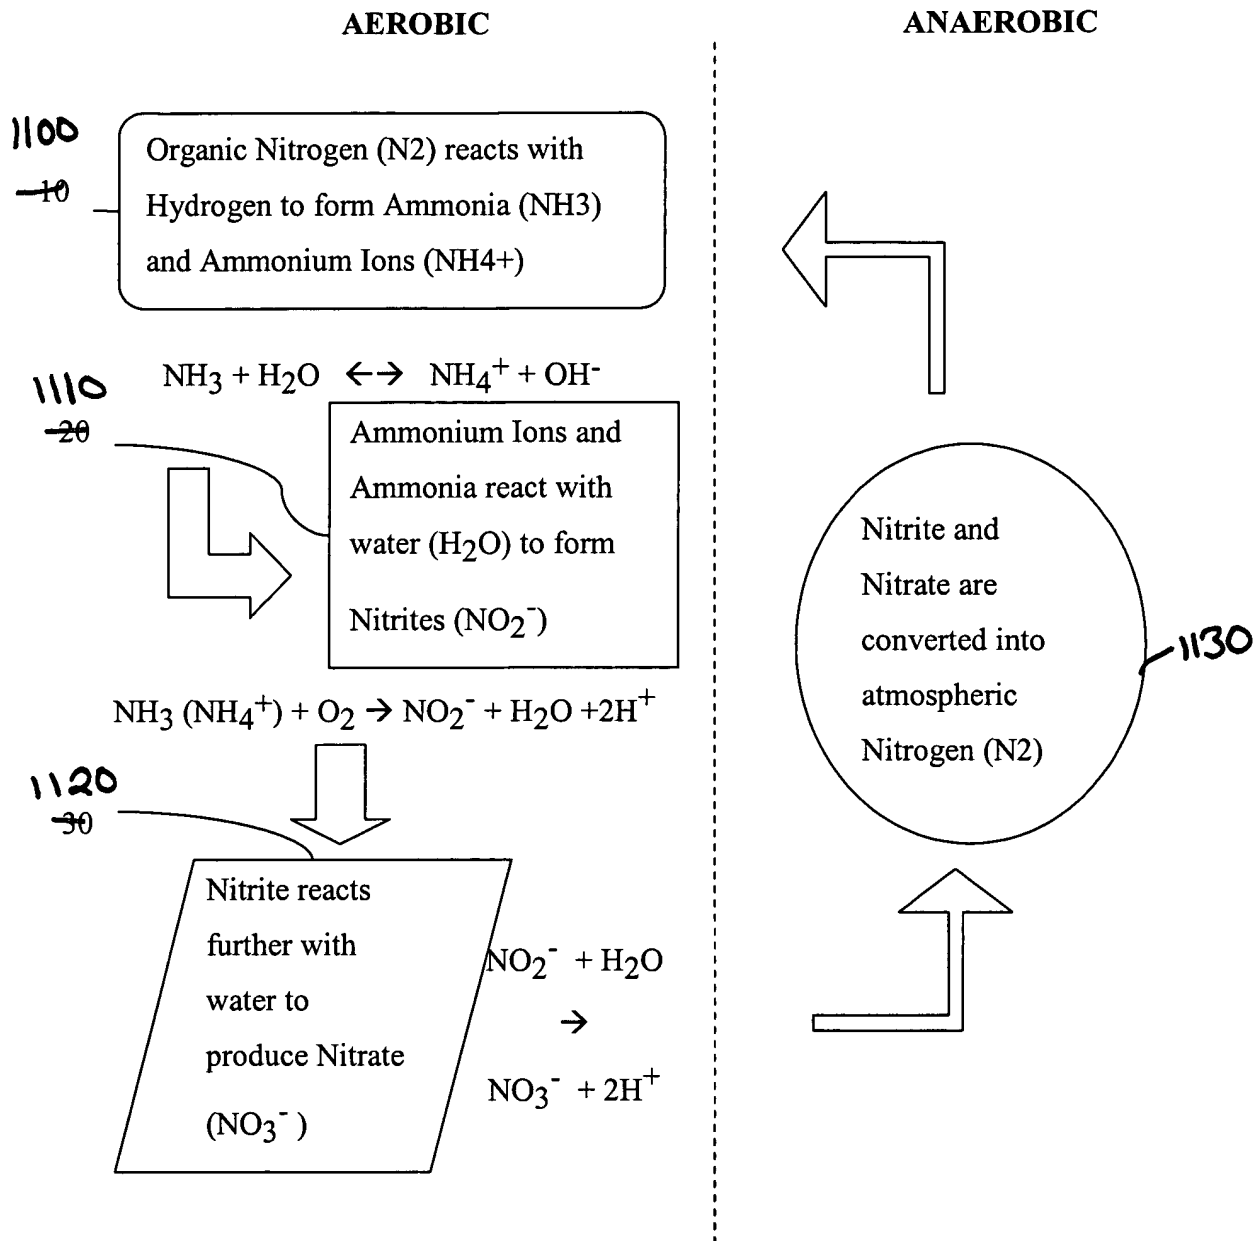 AEROBIC
ANAEROBIC
1100
10
Organic Nitrogen (N2) reacts with
Hydrogen to form Ammonia (NH3)
and Ammonium Ions (NH4+)
NH3 + H2O ←→ NH4+ + OH-
1110
20
Ammonium Ions and
Ammonia react with
water (H2O) to form
Nitrites (NO2-)
NH3 (NH4+) + O2 → NO2- + H2O +2H+
1120
30
Nitrite reacts
further with
water to
produce Nitrate
(NO3- )
NO2- + H2O
→
NO3- + 2H+
Nitrite and
Nitrate are
converted into
atmospheric
Nitrogen (N2)
1130